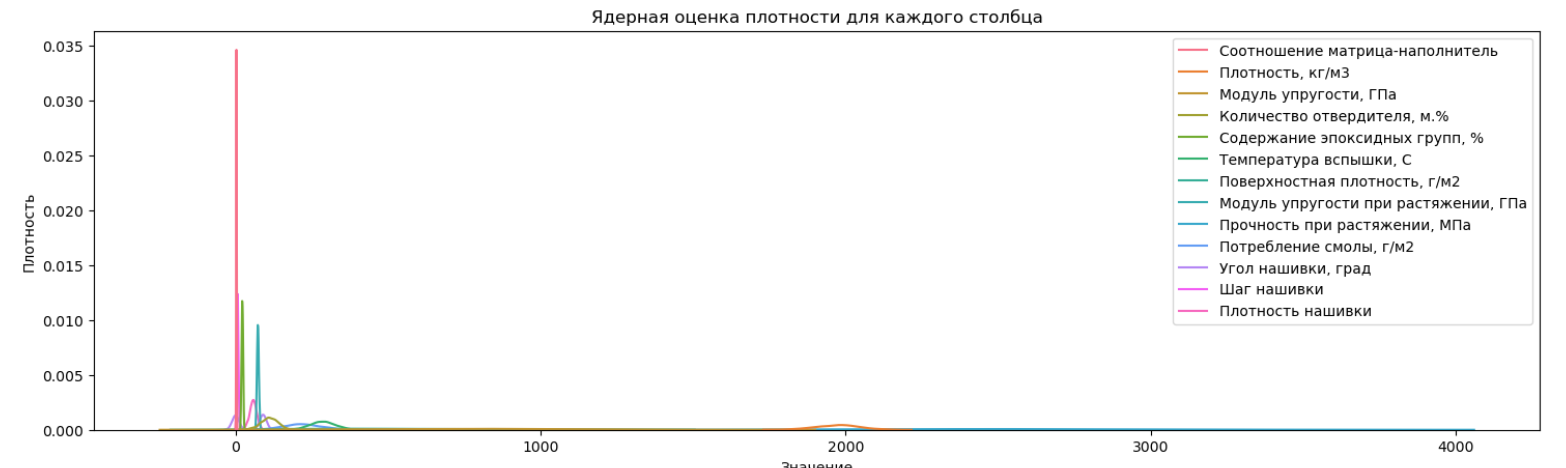 Ядерная оценка плотности для каждого столбца
0.035
0.030
0.025
0.020
0.015
0.010
0.005
0.000
Плотность
Соотношение матрица-наполнитель
Плотность, кг/м3
Модуль упругости, ГПа
Количество отвердителя, м.%
Содержание эпоксидных групп, %
Температура вспышки, С
Поверхностная плотность, г/м2
Модуль упругости при растяжении, ГПа
Прочность при растяжении, МПа
Потребление смолы, г/м2
Угол нашивки, град
Шаг нашивки
Плотность нашивки
0 1000 2000 3000 4000
Значение